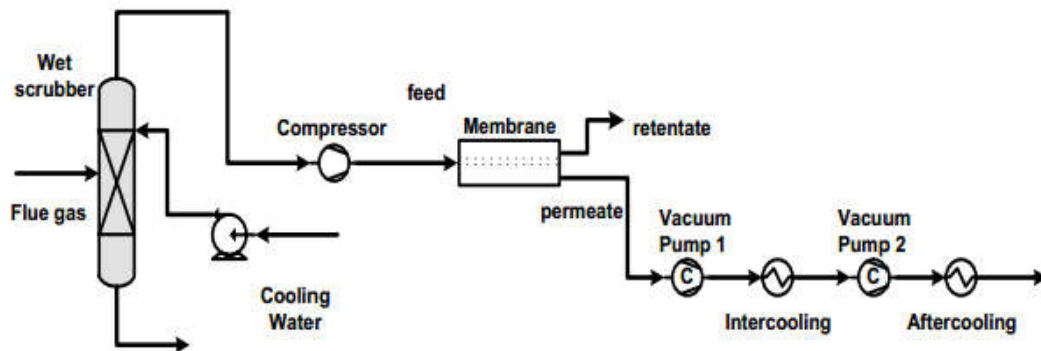 Wet
scrubber
feed
Compressor
Membrane
retentate
Flue gas
permeate
Vacuum
Pump 1
Vacuum
Pump 2
C
C
Cooling
Water
Intercooling
Aftercooling